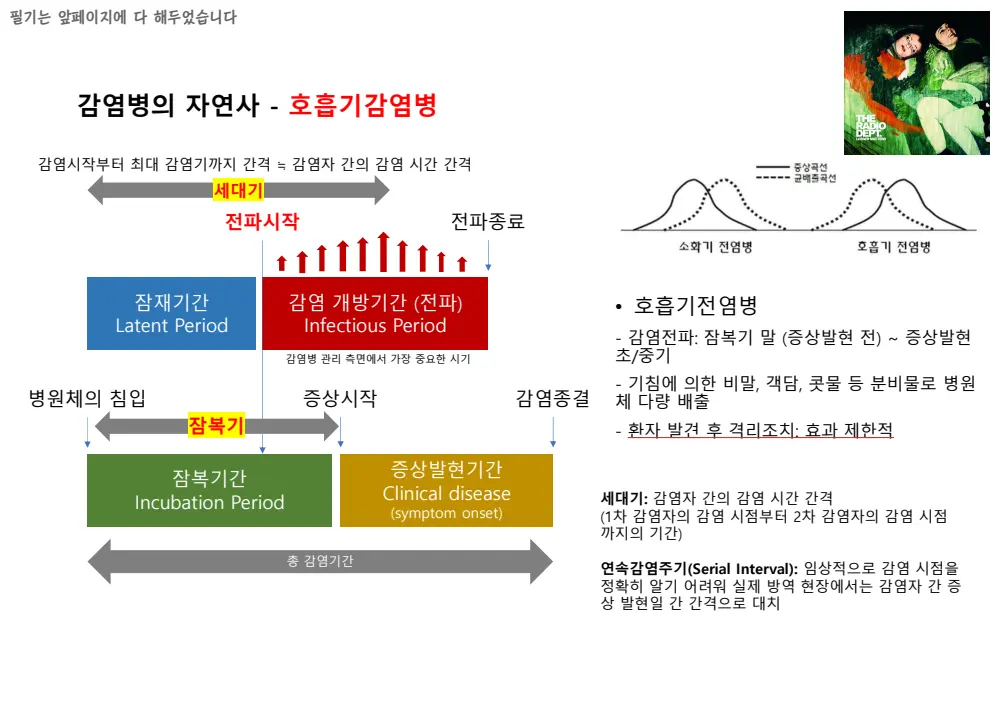 필기는 앞페이지에 다 해두었습니다
THE
RADIO
DEPT.
감염병의 자연사 - 호흡기감염병
감염시작부터 최대 감염기까지 간격 ≒ 감염자 간의 감염 시간 간격
세대기
전파시작
전파종료
잠재기간
Latent Period
감염 개방기간 (전파)
Infectious Period
감염병 관리 측면에서 가장 중요한 시기
병원체의 침입
증상시작
감염종결
잠복기
잠복기간
Incubation Period
증상발현기간
Clinical disease
(symptom onset)
총 감염기간
증상곡선
균배출곡선
소화기 전염병
호흡기 전염병
• 호흡기전염병
- 감염전파: 잠복기 말 (증상발현 전) ~ 증상발현
초/중기
- 기침에 의한 비말, 객담, 콧물 등 분비물로 병원
체 다량 배출
- 환자 발견 후 격리조치: 효과 제한적
세대기: 감염자 간의 감염 시간 간격
(1차 감염자의 감염 시점부터 2차 감염자의 감염 시점
까지의 기간)
연속감염주기(Serial Interval): 임상적으로 감염 시점을
정확히 알기 어려워 실제 방역 현장에서는 감염자 간 증
상 발현일 간 간격으로 대치